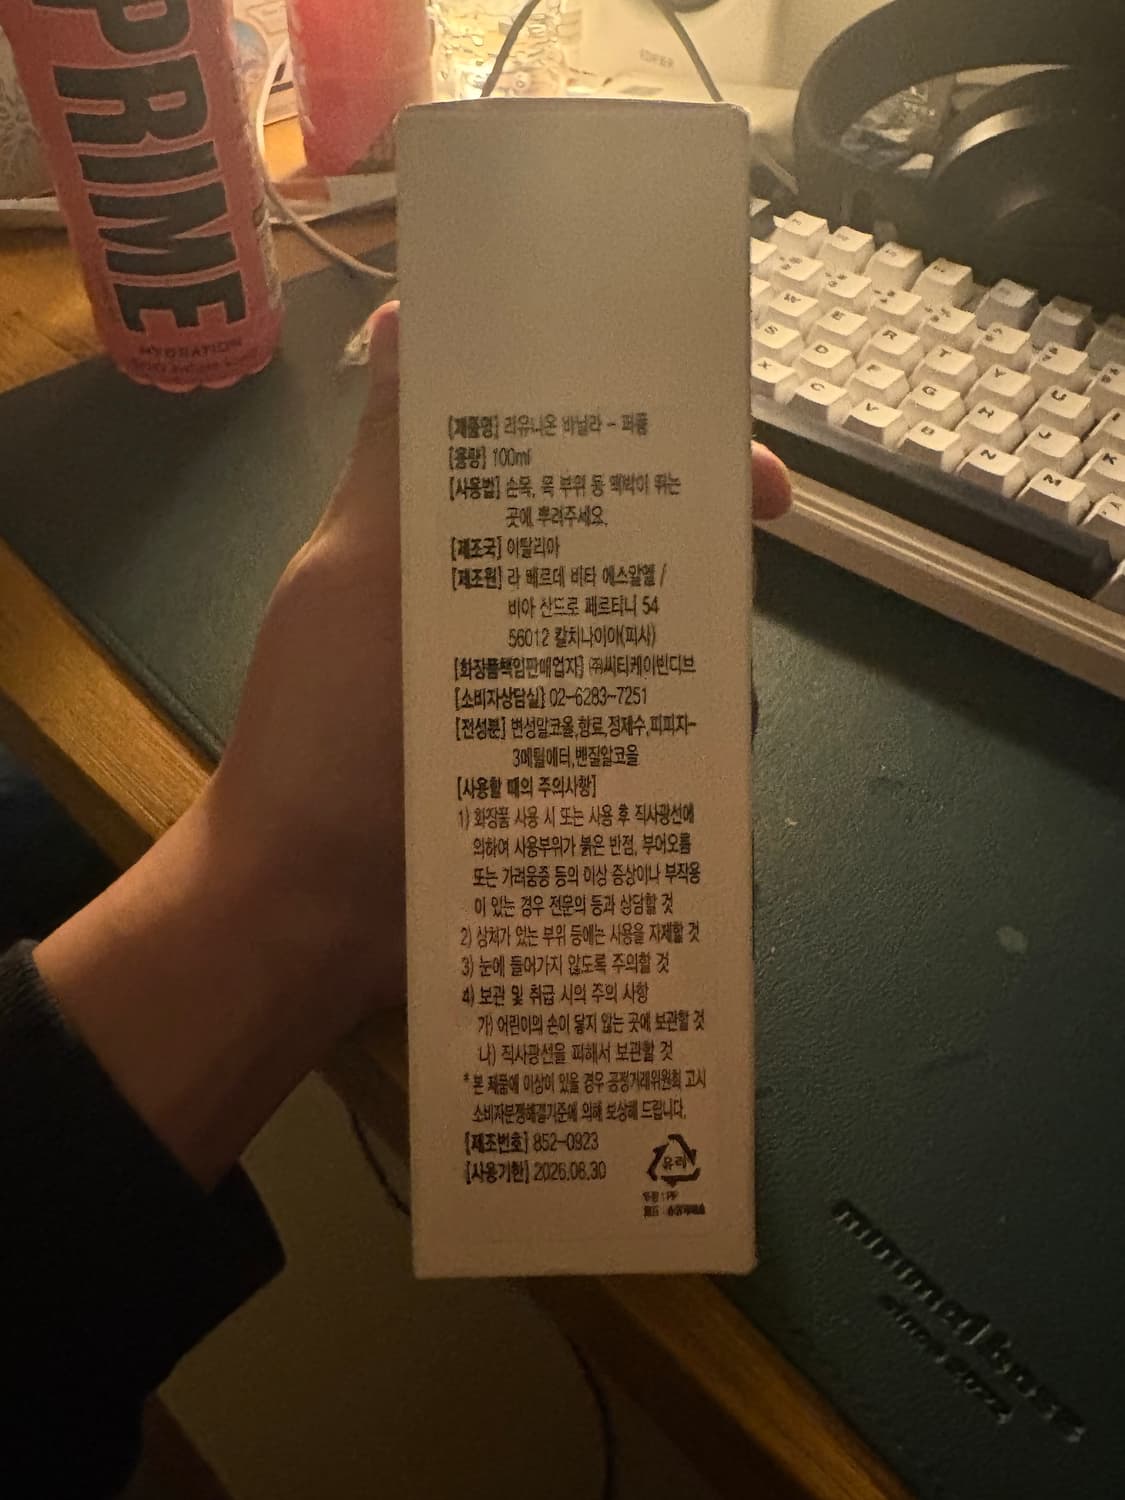 PRIME
HYDRATION
EDIFIER
[제품명] 리유니온 바닐라 - 퍼퓸
[용량] 100ml
[사용법] 손목, 목 부위 등 맥박이 뛰는
곳에 뿌려주세요.
[제조국] 이탈리아
[제조원] 라 베르데 비타 에스알엘 /
비아 산드로 페르티니 54
56012 칼치나이아(피사)
[화장품책임판매업자] ㈜씨티케이빈디브
[소비자상담실] 02-6283-7251
[전성분] 변성알코올,향료,정제수,피피지-
3메틸에터,벤질알코올
[사용할 때의 주의사항]
1) 화장품 사용 시 또는 사용 후 직사광선에
의하여 사용부위가 붉은 반점, 부어오름
또는 가려움증 등의 이상 증상이나 부작용
이 있는 경우 전문의 등과 상담할 것
2) 상처가 있는 부위 등에는 사용을 자제할 것
3) 눈에 들어가지 않도록 주의할 것
4) 보관 및 취급 시의 주의 사항
가) 어린이의 손이 닿지 않는 곳에 보관할 것
나) 직사광선을 피해서 보관할 것
* 본 제품에 이상이 있을 경우 공정거래위원회 고시
소비자분쟁해결기준에 의해 보상해 드립니다.
[제조번호] 852-0923
[사용기한] 2026.06.30
유리
W E R T Y U I
S D F G H J K
X C V B N M
since 2022